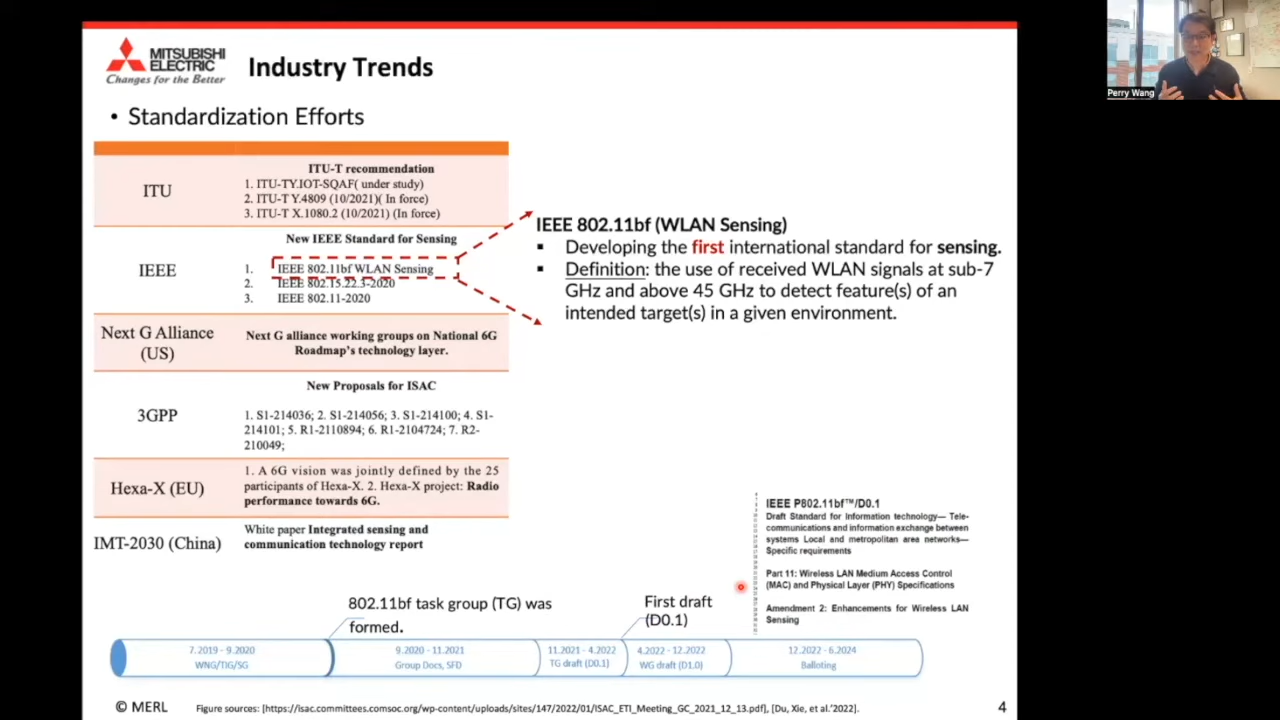 MITSUBISHI
ELECTRIC
Changes for the Better
Industry Trends
• Standardization Efforts
ITU
ITU-T recommendation
1. ITU-TY.IOT-SQAF( under study)
2. ITU-T Y.4809 (10/2021)( In force)
3. ITU-T X.1080.2 (10/2021) (In force)
IEEE
New IEEE Standard for Sensing
1. IEEE 802.11bf WLAN Sensing
2. IEEE 802.15.22.3-2020
3. IEEE 802.11-2020
Next G Alliance
(US)
Next G alliance working groups on National 6G
Roadmap's technology layer.
3GPP
New Proposals for ISAC
1. S1-214036; 2. S1-214056; 3. S1-214100; 4. S1-
214101; 5. R1-2110894; 6. R1-2104724; 7. R2-
210049;
Hexa-X (EU)
1. A 6G vision was jointly defined by the 25
participants of Hexa-X. 2. Hexa-X project: Radio
performance towards 6G.
IMT-2030 (China)
White paper Integrated sensing and
communication technology report
IEEE 802.11bf (WLAN Sensing)
▪ Developing the first international standard for sensing.
▪ Definition: the use of received WLAN signals at sub-7
GHz and above 45 GHz to detect feature(s) of an
intended target(s) in a given environment.
IEEE P802.11bf™/D0.1
Draft Standard for Information technology— Tele-
communications and information exchange between
systems Local and metropolitan area networks—
Specific requirements
Part 11: Wireless LAN Medium Access Control
(MAC) and Physical Layer (PHY) Specifications
Amendment 2: Enhancements for Wireless LAN
Sensing
802.11bf task group (TG) was
formed.
First draft
(D0.1)
7.2019 - 9.2020
WNG/TIG/SG
9.2020 - 11.2021
Group Docs, SFD
11.2021 - 4.2022
TG draft (D0.1)
4.2022 - 12.2022
WG draft (D1.0)
12.2022 - 6.2024
Balloting
© MERL
Figure sources: [https://isac.committees.comsoc.org/wp-content/uploads/sites/147/2022/01/ISAC_ETI_Meeting_GC_2021_12_13.pdf], [Du, Xie, et al.'2022].
4
Perry Wang